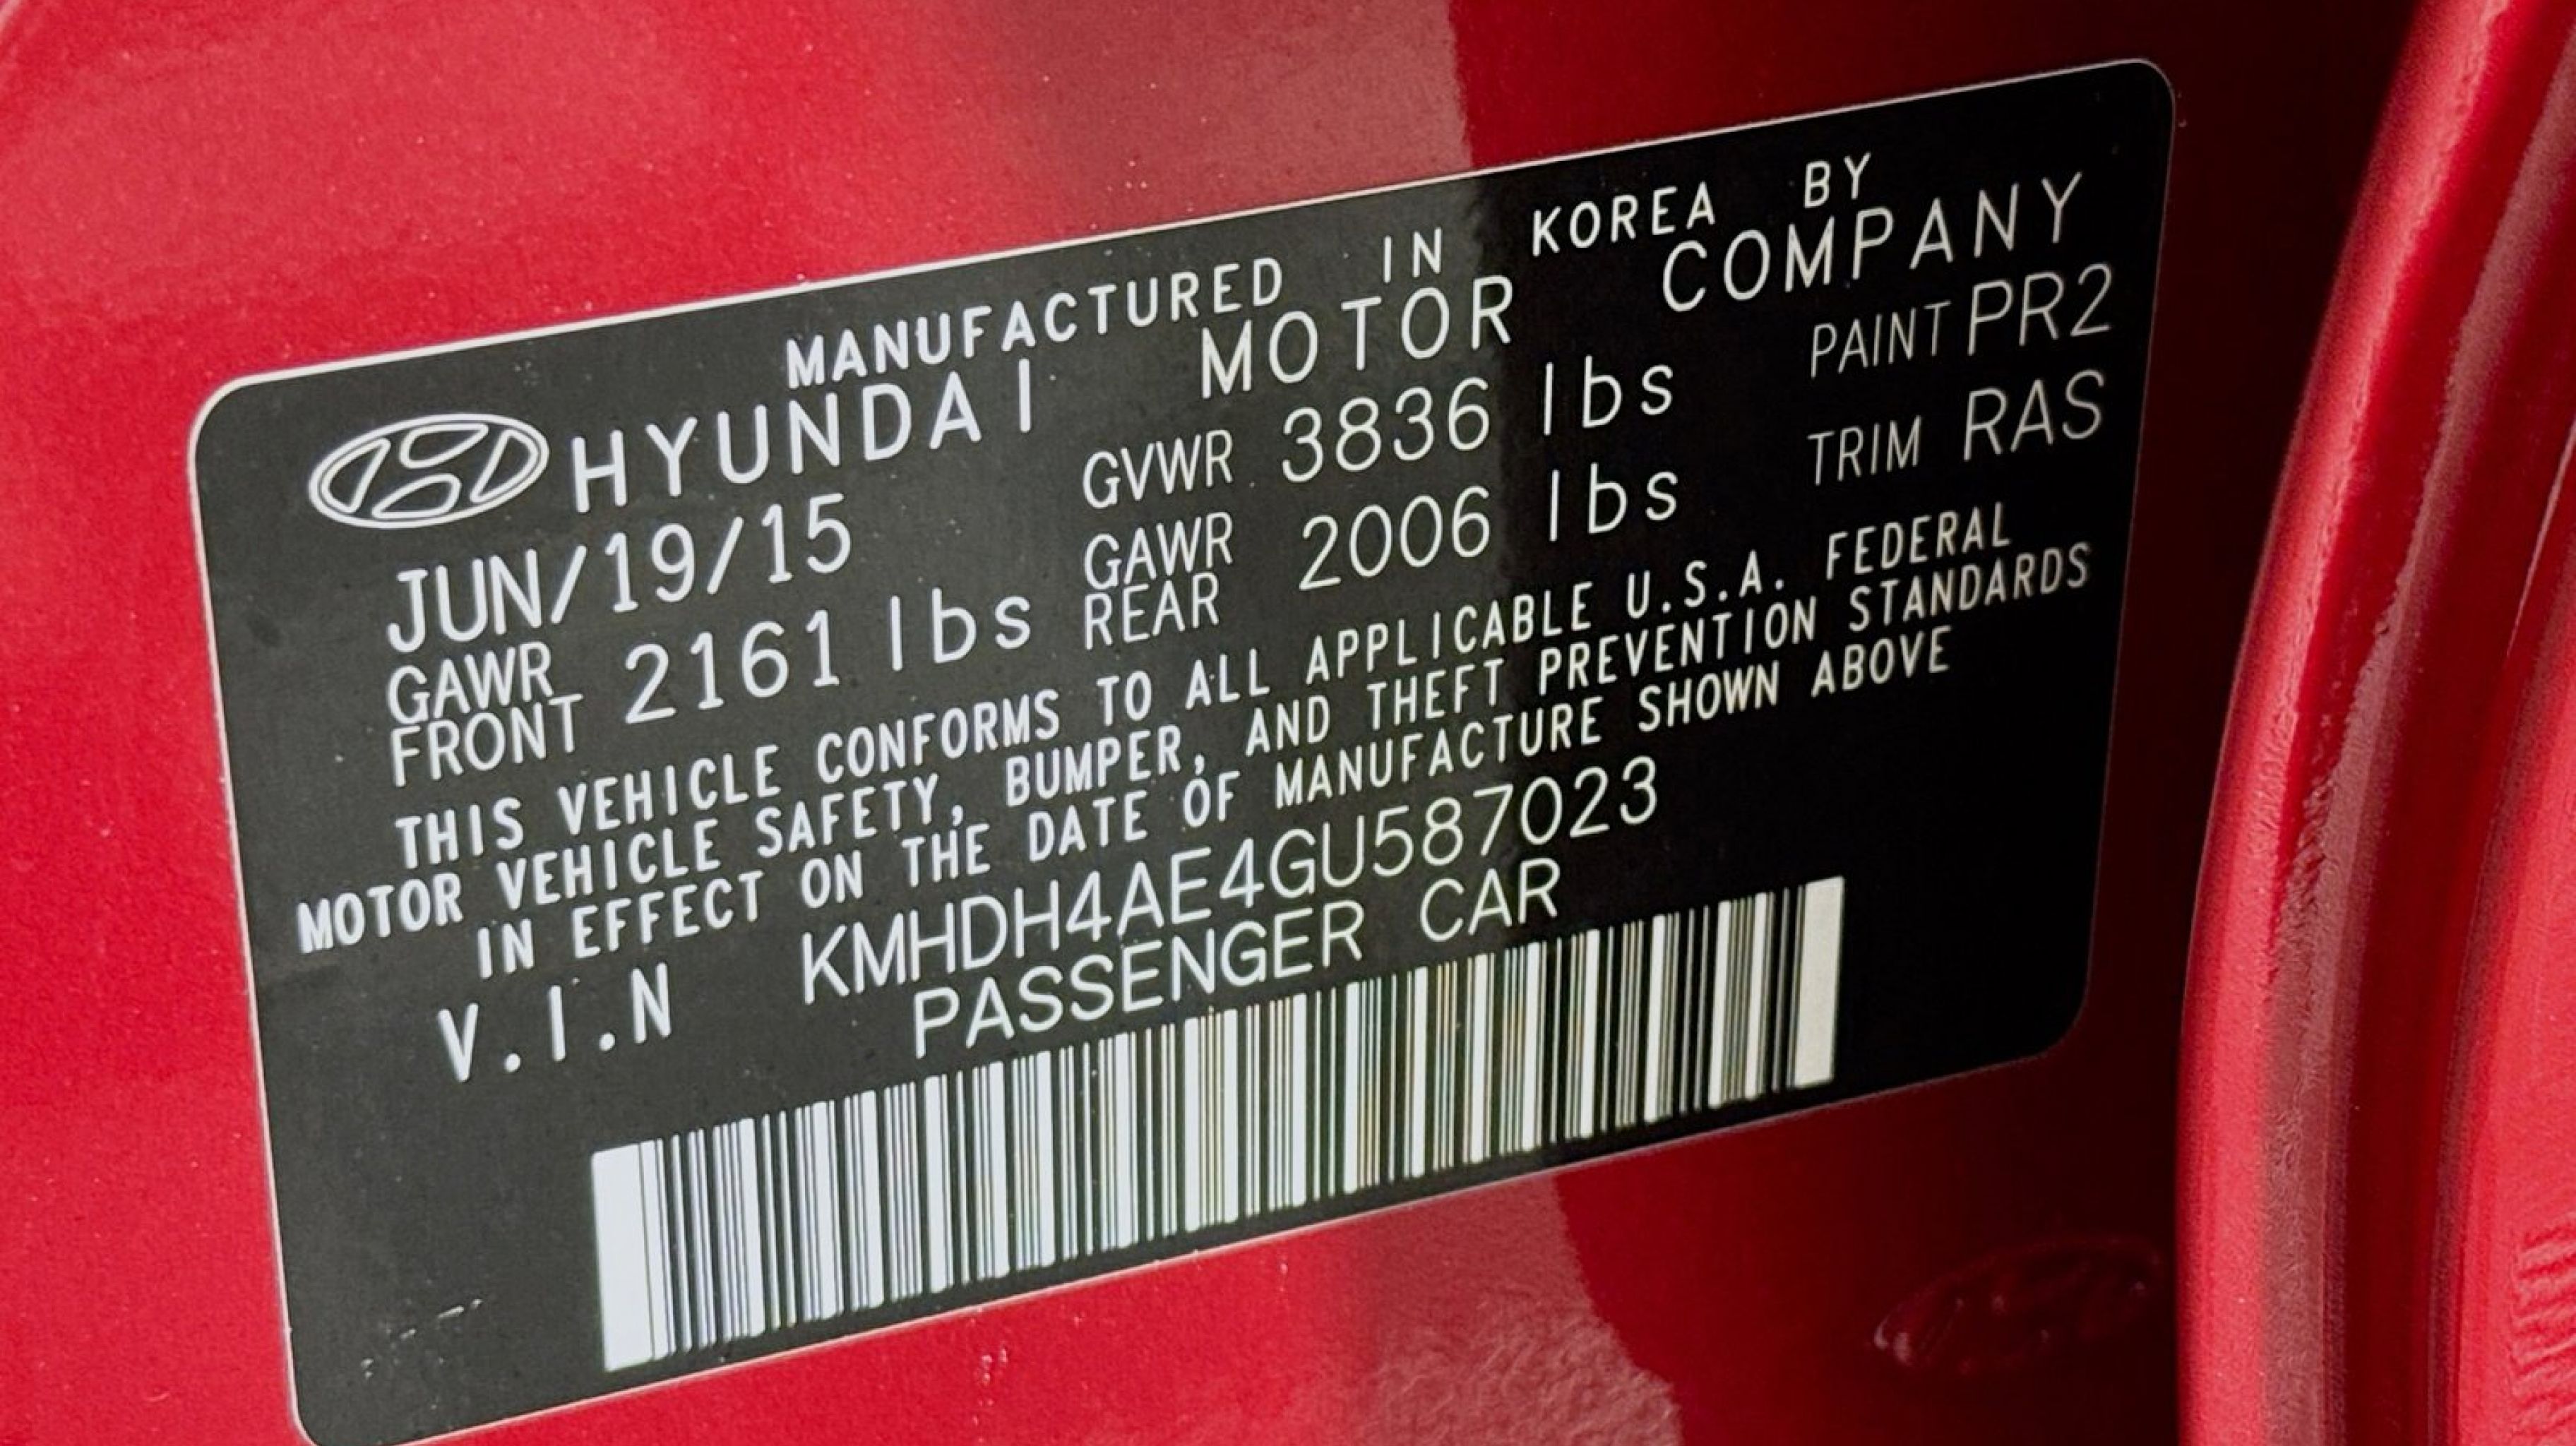 MANUFACTURED IN KOREA BY
HYUNDAI MOTOR COMPANY
JUN/19/15 GVWR 3836 lbs PAINT PR2
GAWR FRONT 2161 lbs GAWR REAR 2006 lbs TRIM RAS
THIS VEHICLE CONFORMS TO ALL APPLICABLE U.S.A. FEDERAL
MOTOR VEHICLE SAFETY, BUMPER, AND THEFT PREVENTION STANDARDS
IN EFFECT ON THE DATE OF MANUFACTURE SHOWN ABOVE
V.I.N KMHDH4AE4GU587023
PASSENGER CAR